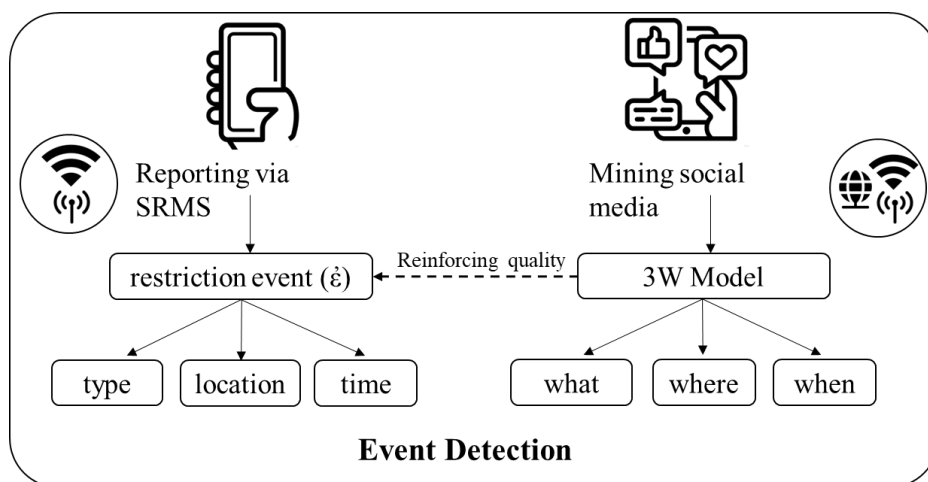 Reporting via
SRMS
Mining social
media
restriction event (ἐ)
Reinforcing quality
3W Model
type
location
time
what
where
when
Event Detection